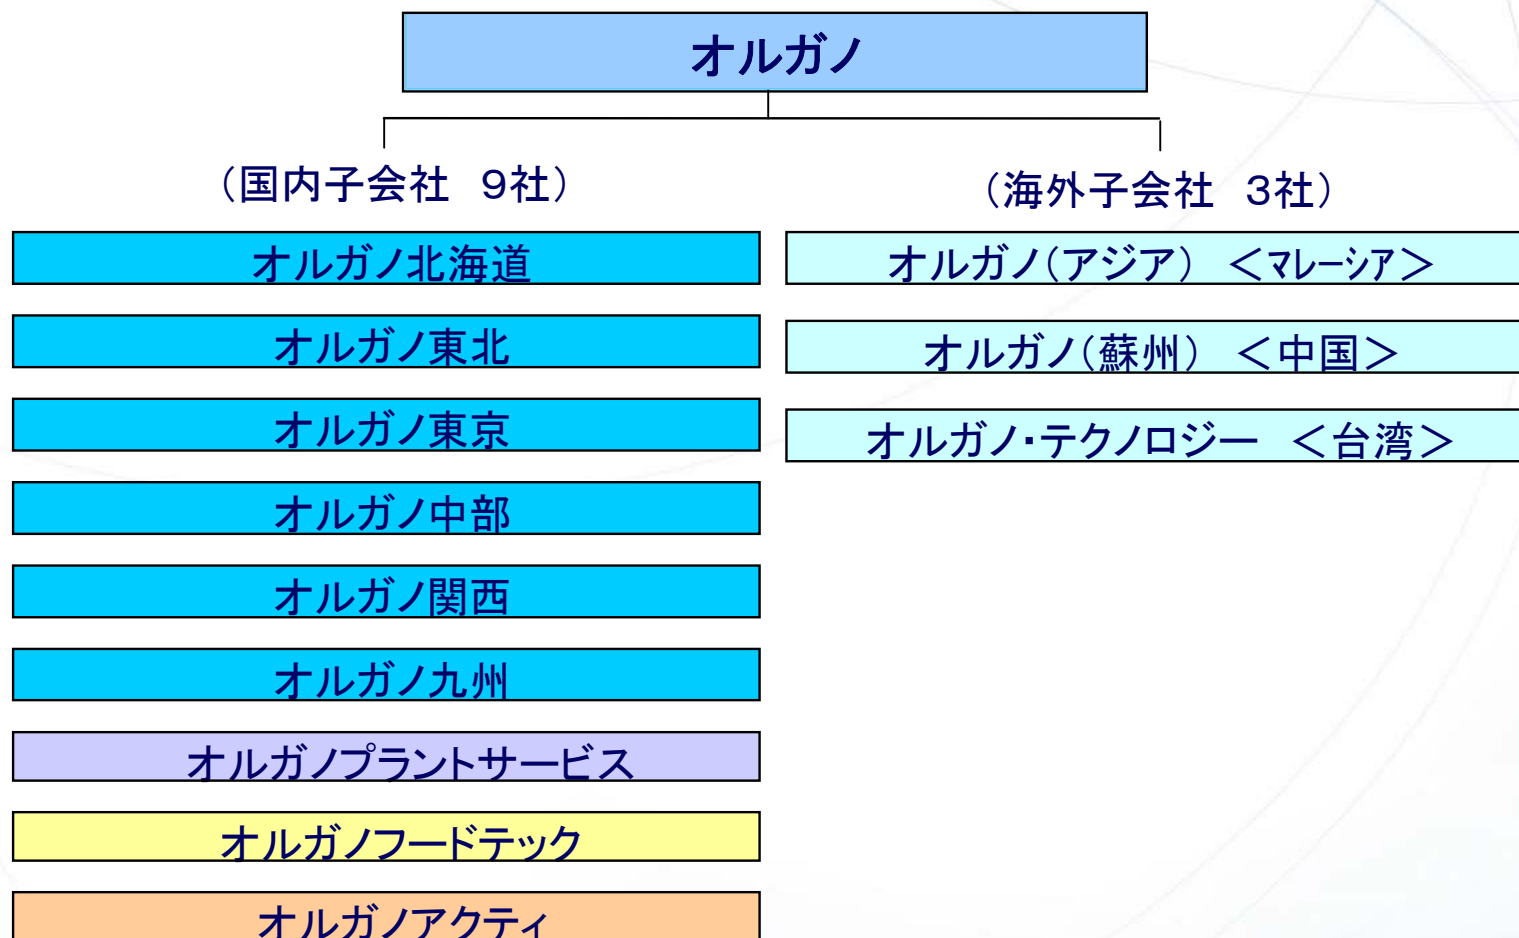 オルガノ
（国内子会社　９社）
オルガノ北海道
オルガノ東北
オルガノ東京
オルガノ中部
オルガノ関西
オルガノ九州
オルガノプラントサービス
オルガノフードテック
オルガノアクティ
（海外子会社　３社）
オルガノ（アジア）　＜ﾏﾚｰｼｱ＞
オルガノ（蘇州）　＜中国＞
オルガノ・テクノロジー　＜台湾＞